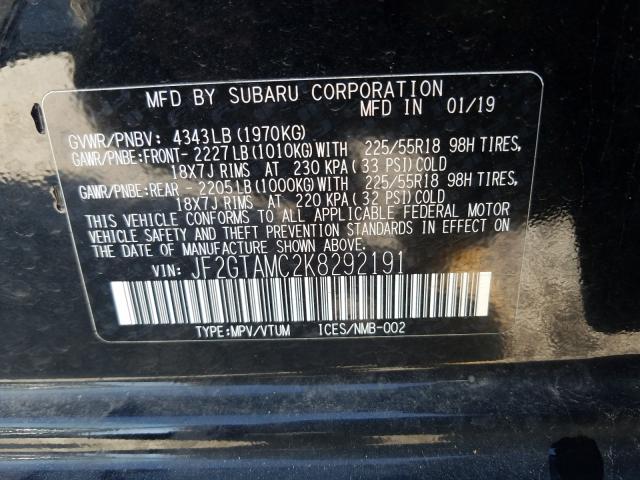 MFD BY SUBARU CORPORATION
MFD IN 01/19
GVWR/PNBV: 4343LB (1970KG)
GAWR/PNBE:FRONT- 2227LB(1010KG)WITH 225/55R18 98H TIRES,
18X7J RIMS AT 230 KPA(33 PSI)COLD
GAWR/PNBE:REAR - 2205LB(1000KG)WITH 225/55R18 98H TIRES,
18X7J RIMS AT 220 KPA(32 PSI)COLD
THIS VEHICLE CONFORMS TO ALL APPLICABLE FEDERAL MOTOR
VEHICLE SAFETY AND THEFT PREVENTION STANDARDS IN EFFECT ON
THE DATE OF MANUFACTURE SHOWN ABOVE.
VIN: JF2GTAMC2K8292191
TYPE:MPV/VTUM ICES/NMB-002